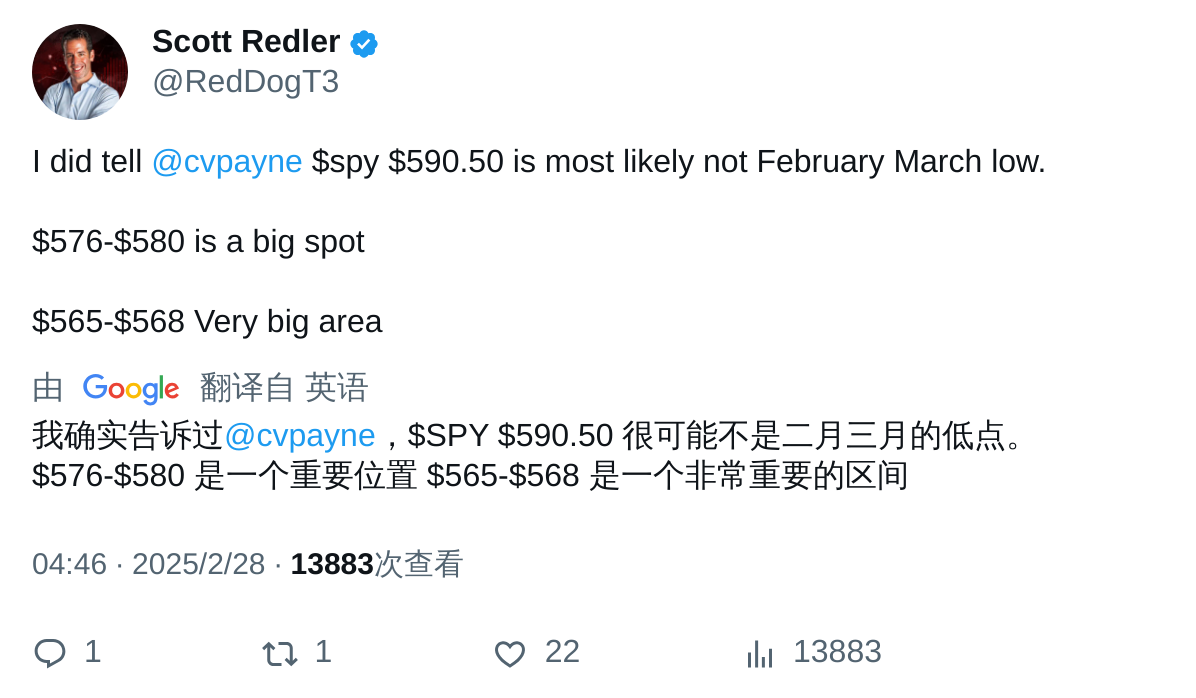 Scott Redler
@RedDogT3
I did tell @cvpayne $spy $590.50 is most likely not February March low.
$576-$580 is a big spot
$565-$568 Very big area
由 Google 翻译自 英语
我确实告诉过@cvpayne，$SPY $590.50 很可能不是二月三月的低点。
$576-$580 是一个重要位置 $565-$568 是一个非常重要的区间
04:46 · 2025/2/28 · 13883次查看
1 1 22 13883